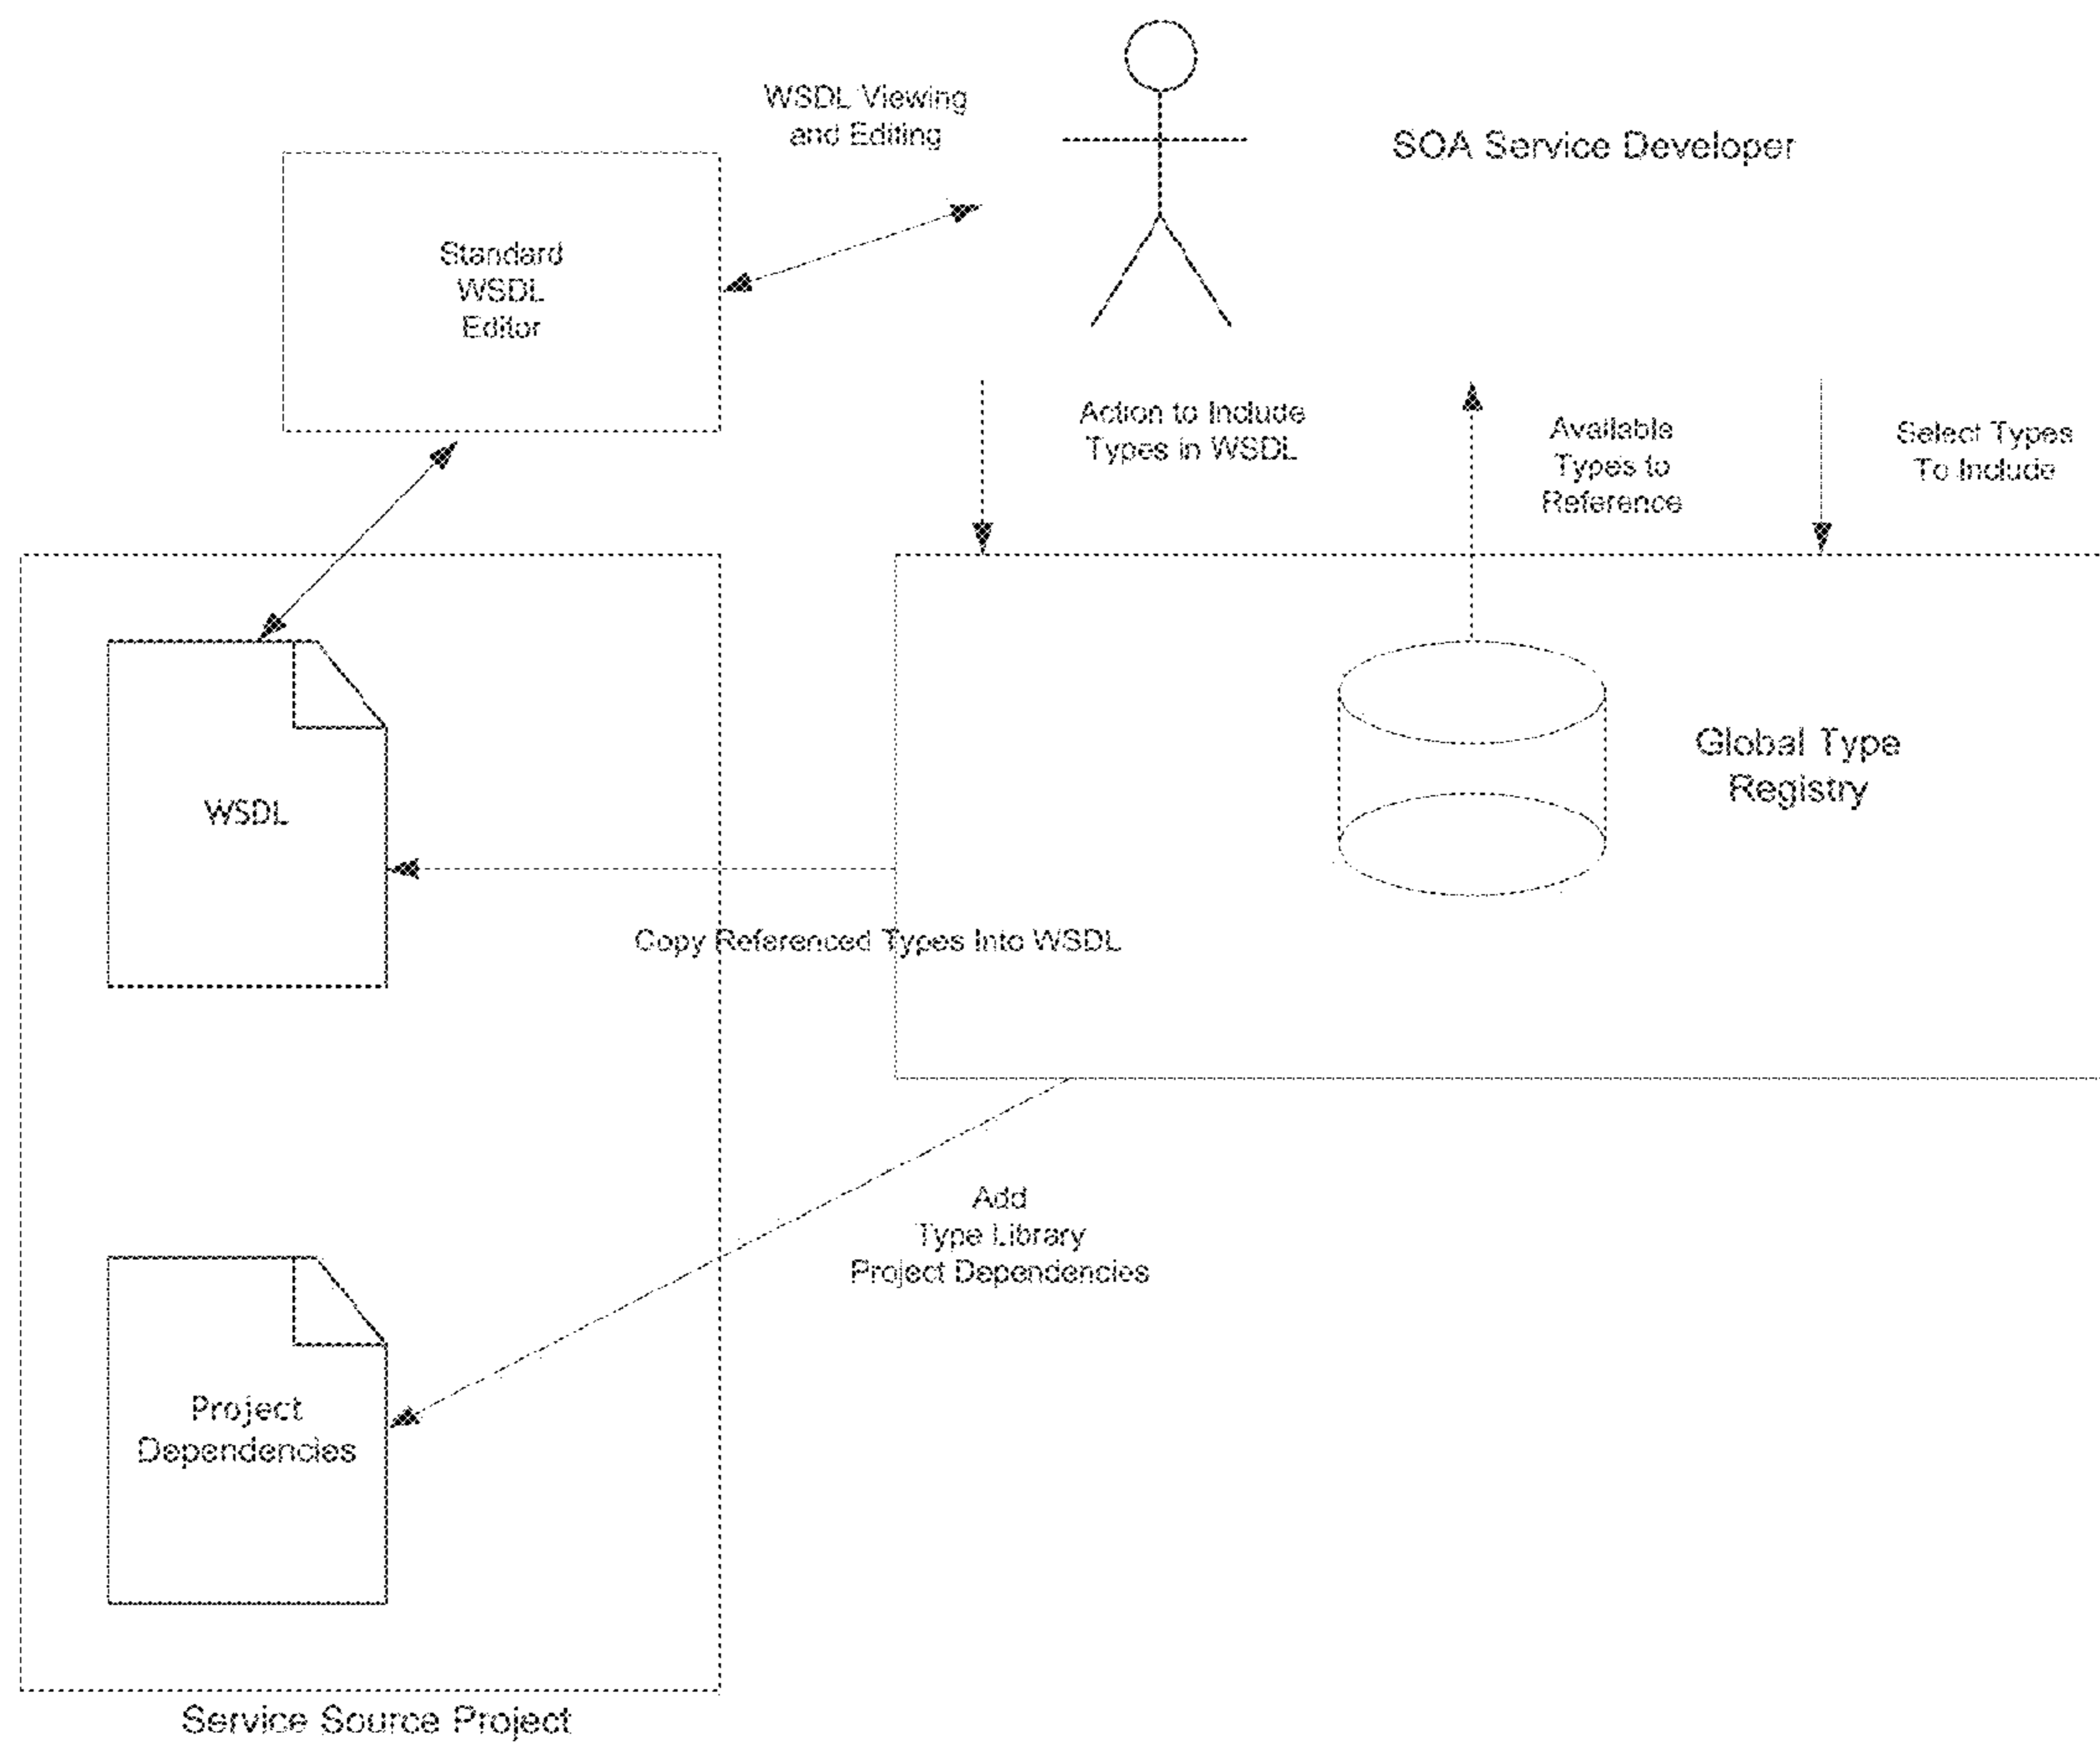 WSDL Viewing
and Editing
SOA Service Developer
Standard
WSDL
Editor
Action to Include
Types in WSDL
Available
Types to
Reference
Select Types
To Include
Global Type
Registry
WSDL
Copy Referenced Types Into WSDL
Add
Type Library
Project Dependencies
Project
Dependencies
Service Source Project